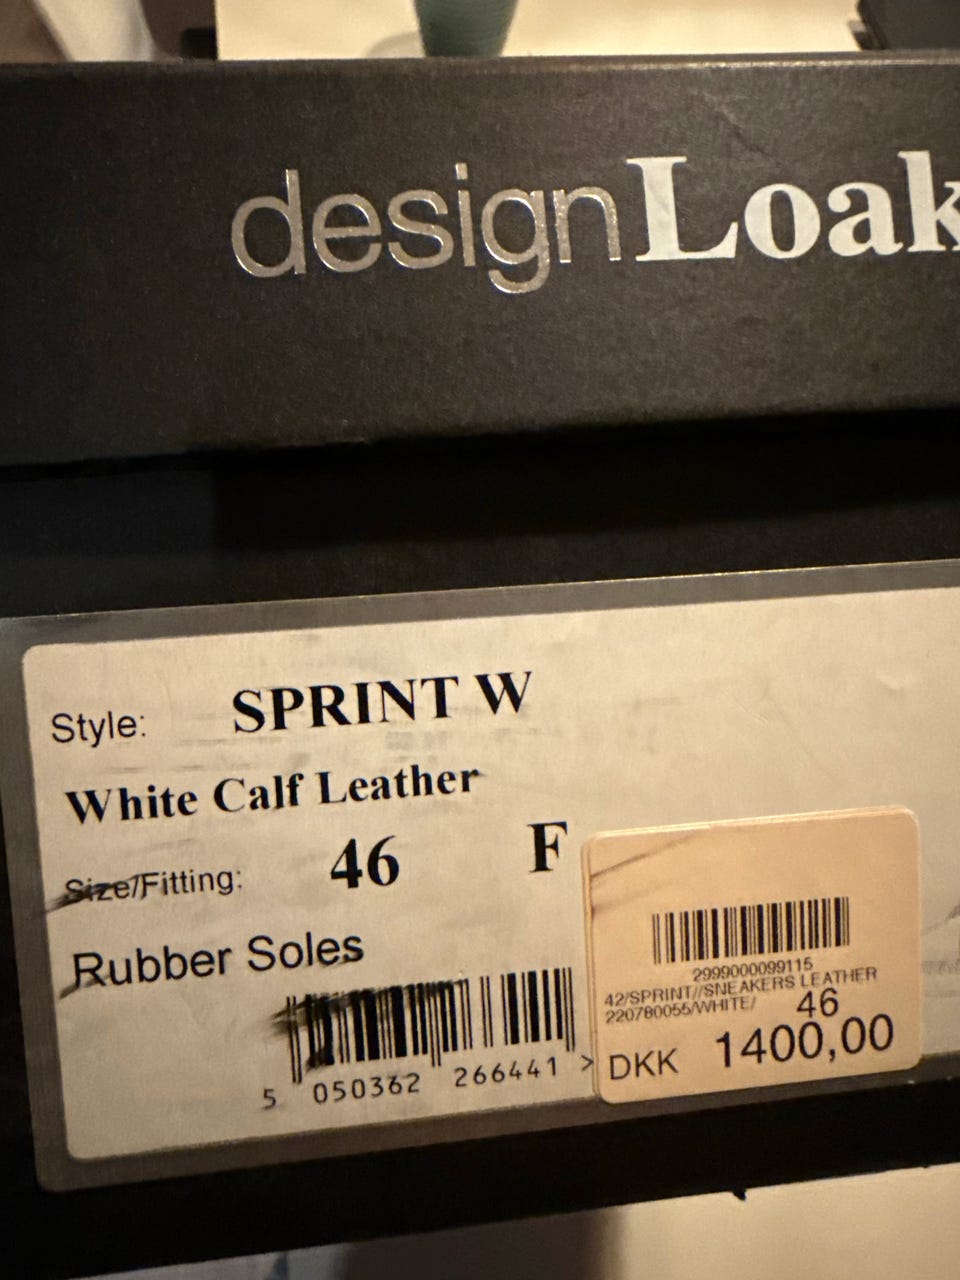 designLoak
Style: SPRINT W
White Calf Leather
Size/Fitting: 46 F
Rubber Soles
5 050362 266441 >
2999000099115
42/SPRINT//SNEAKERS LEATHER
220780055/WHITE/ 46
DKK 1400,00